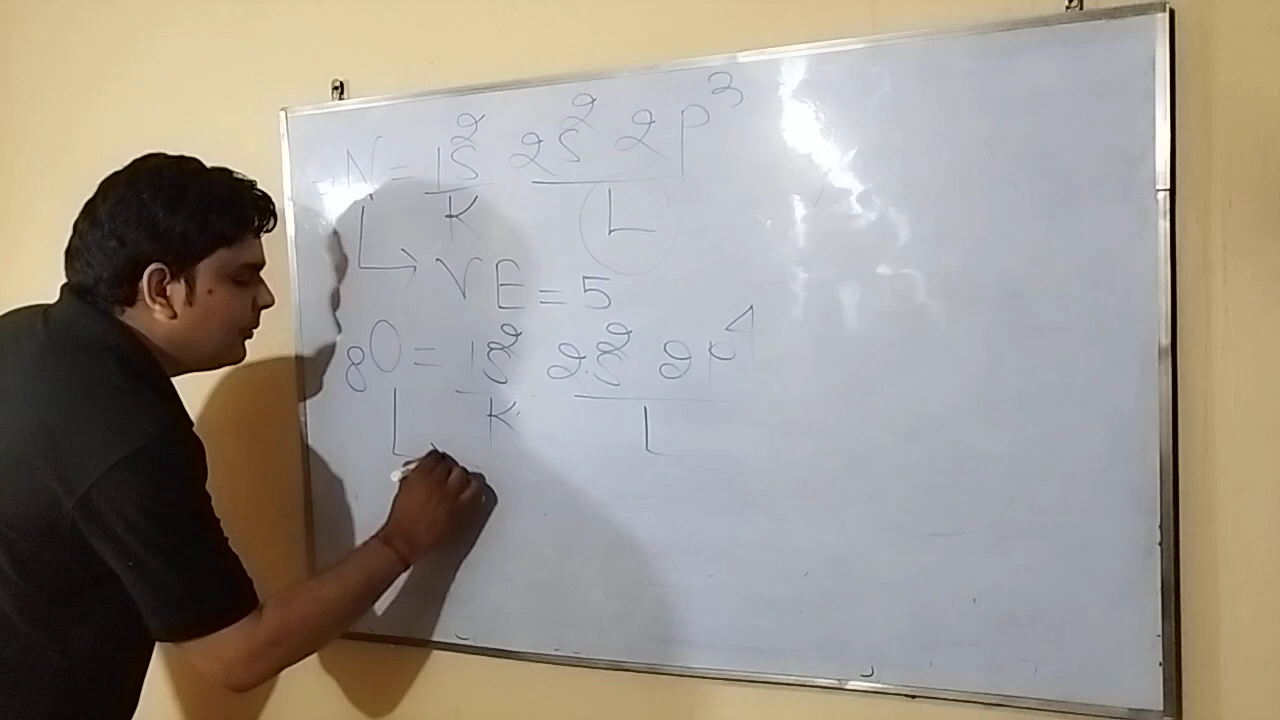 N = 1S² 2S² 2P³
K L
VE = 5
₈O = 1S² 2S² 2P⁴
K L